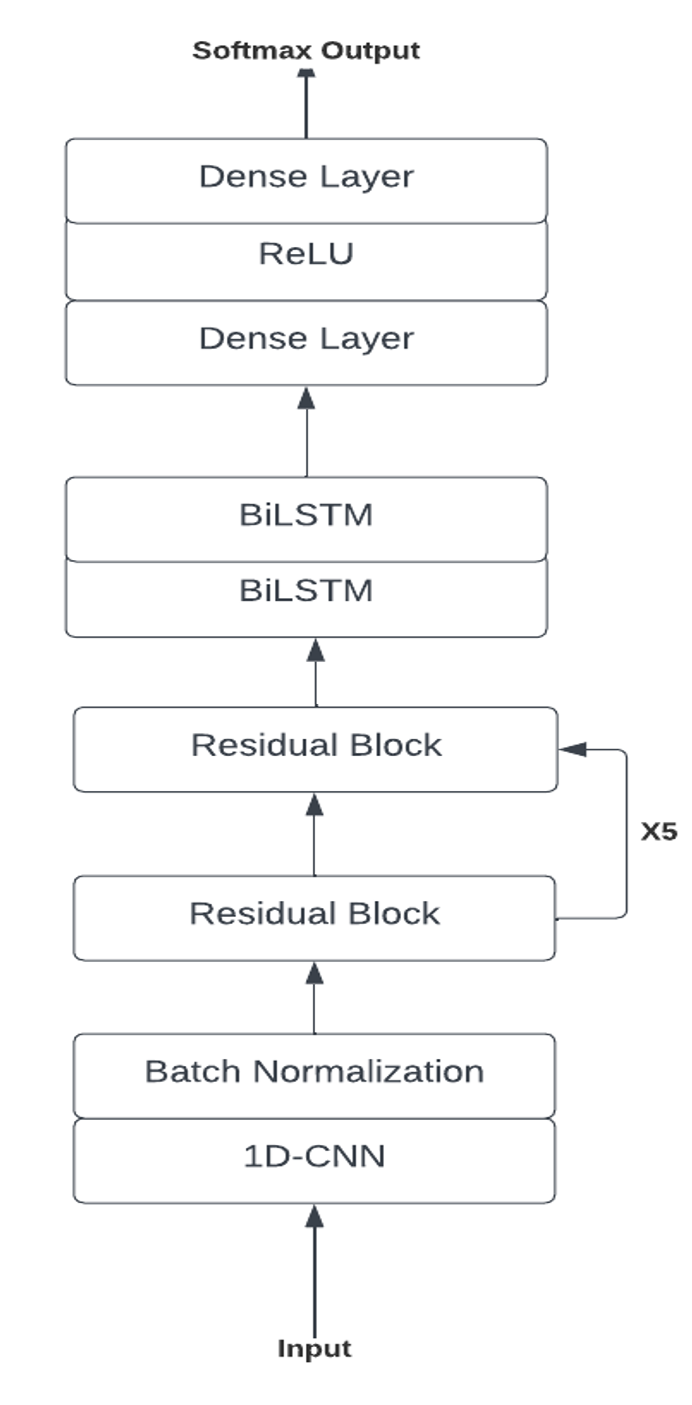 Softmax Output
Dense Layer
ReLU
Dense Layer
BiLSTM
BiLSTM
Residual Block
X5
Residual Block
Batch Normalization
1D-CNN
Input